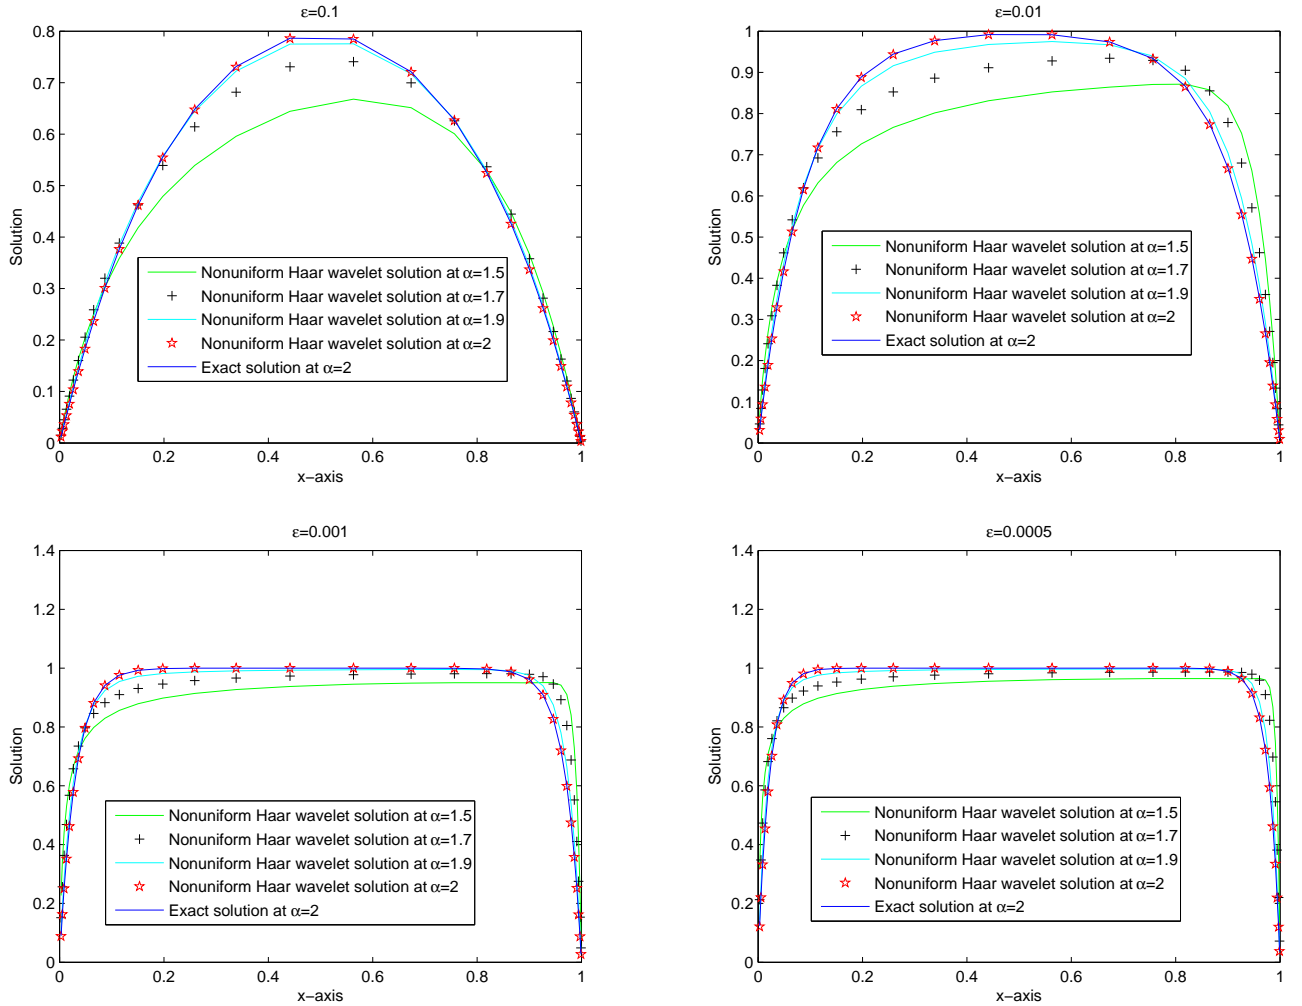 ε=0.1
0.8
0.7
0.6
0.5
0.4
0.3
0.2
0.1
0
Solution
Nonuniform Haar wavelet solution at α=1.5
Nonuniform Haar wavelet solution at α=1.7
Nonuniform Haar wavelet solution at α=1.9
Nonuniform Haar wavelet solution at α=2
Exact solution at α=2
0 0.2 0.4 0.6 0.8 1
x−axis
ε=0.01
1
0.9
0.8
0.7
0.6
0.5
0.4
0.3
0.2
0.1
0
Solution
Nonuniform Haar wavelet solution at α=1.5
Nonuniform Haar wavelet solution at α=1.7
Nonuniform Haar wavelet solution at α=1.9
Nonuniform Haar wavelet solution at α=2
Exact solution at α=2
0 0.2 0.4 0.6 0.8 1
x−axis
ε=0.001
1.4
1.2
1
0.8
0.6
0.4
0.2
0
Solution
Nonuniform Haar wavelet solution at α=1.5
Nonuniform Haar wavelet solution at α=1.7
Nonuniform Haar wavelet solution at α=1.9
Nonuniform Haar wavelet solution at α=2
Exact solution at α=2
0 0.2 0.4 0.6 0.8 1
x−axis
ε=0.0005
1.4
1.2
1
0.8
0.6
0.4
0.2
0
Solution
Nonuniform Haar wavelet solution at α=1.5
Nonuniform Haar wavelet solution at α=1.7
Nonuniform Haar wavelet solution at α=1.9
Nonuniform Haar wavelet solution at α=2
Exact solution at α=2
0 0.2 0.4 0.6 0.8 1
x−axis